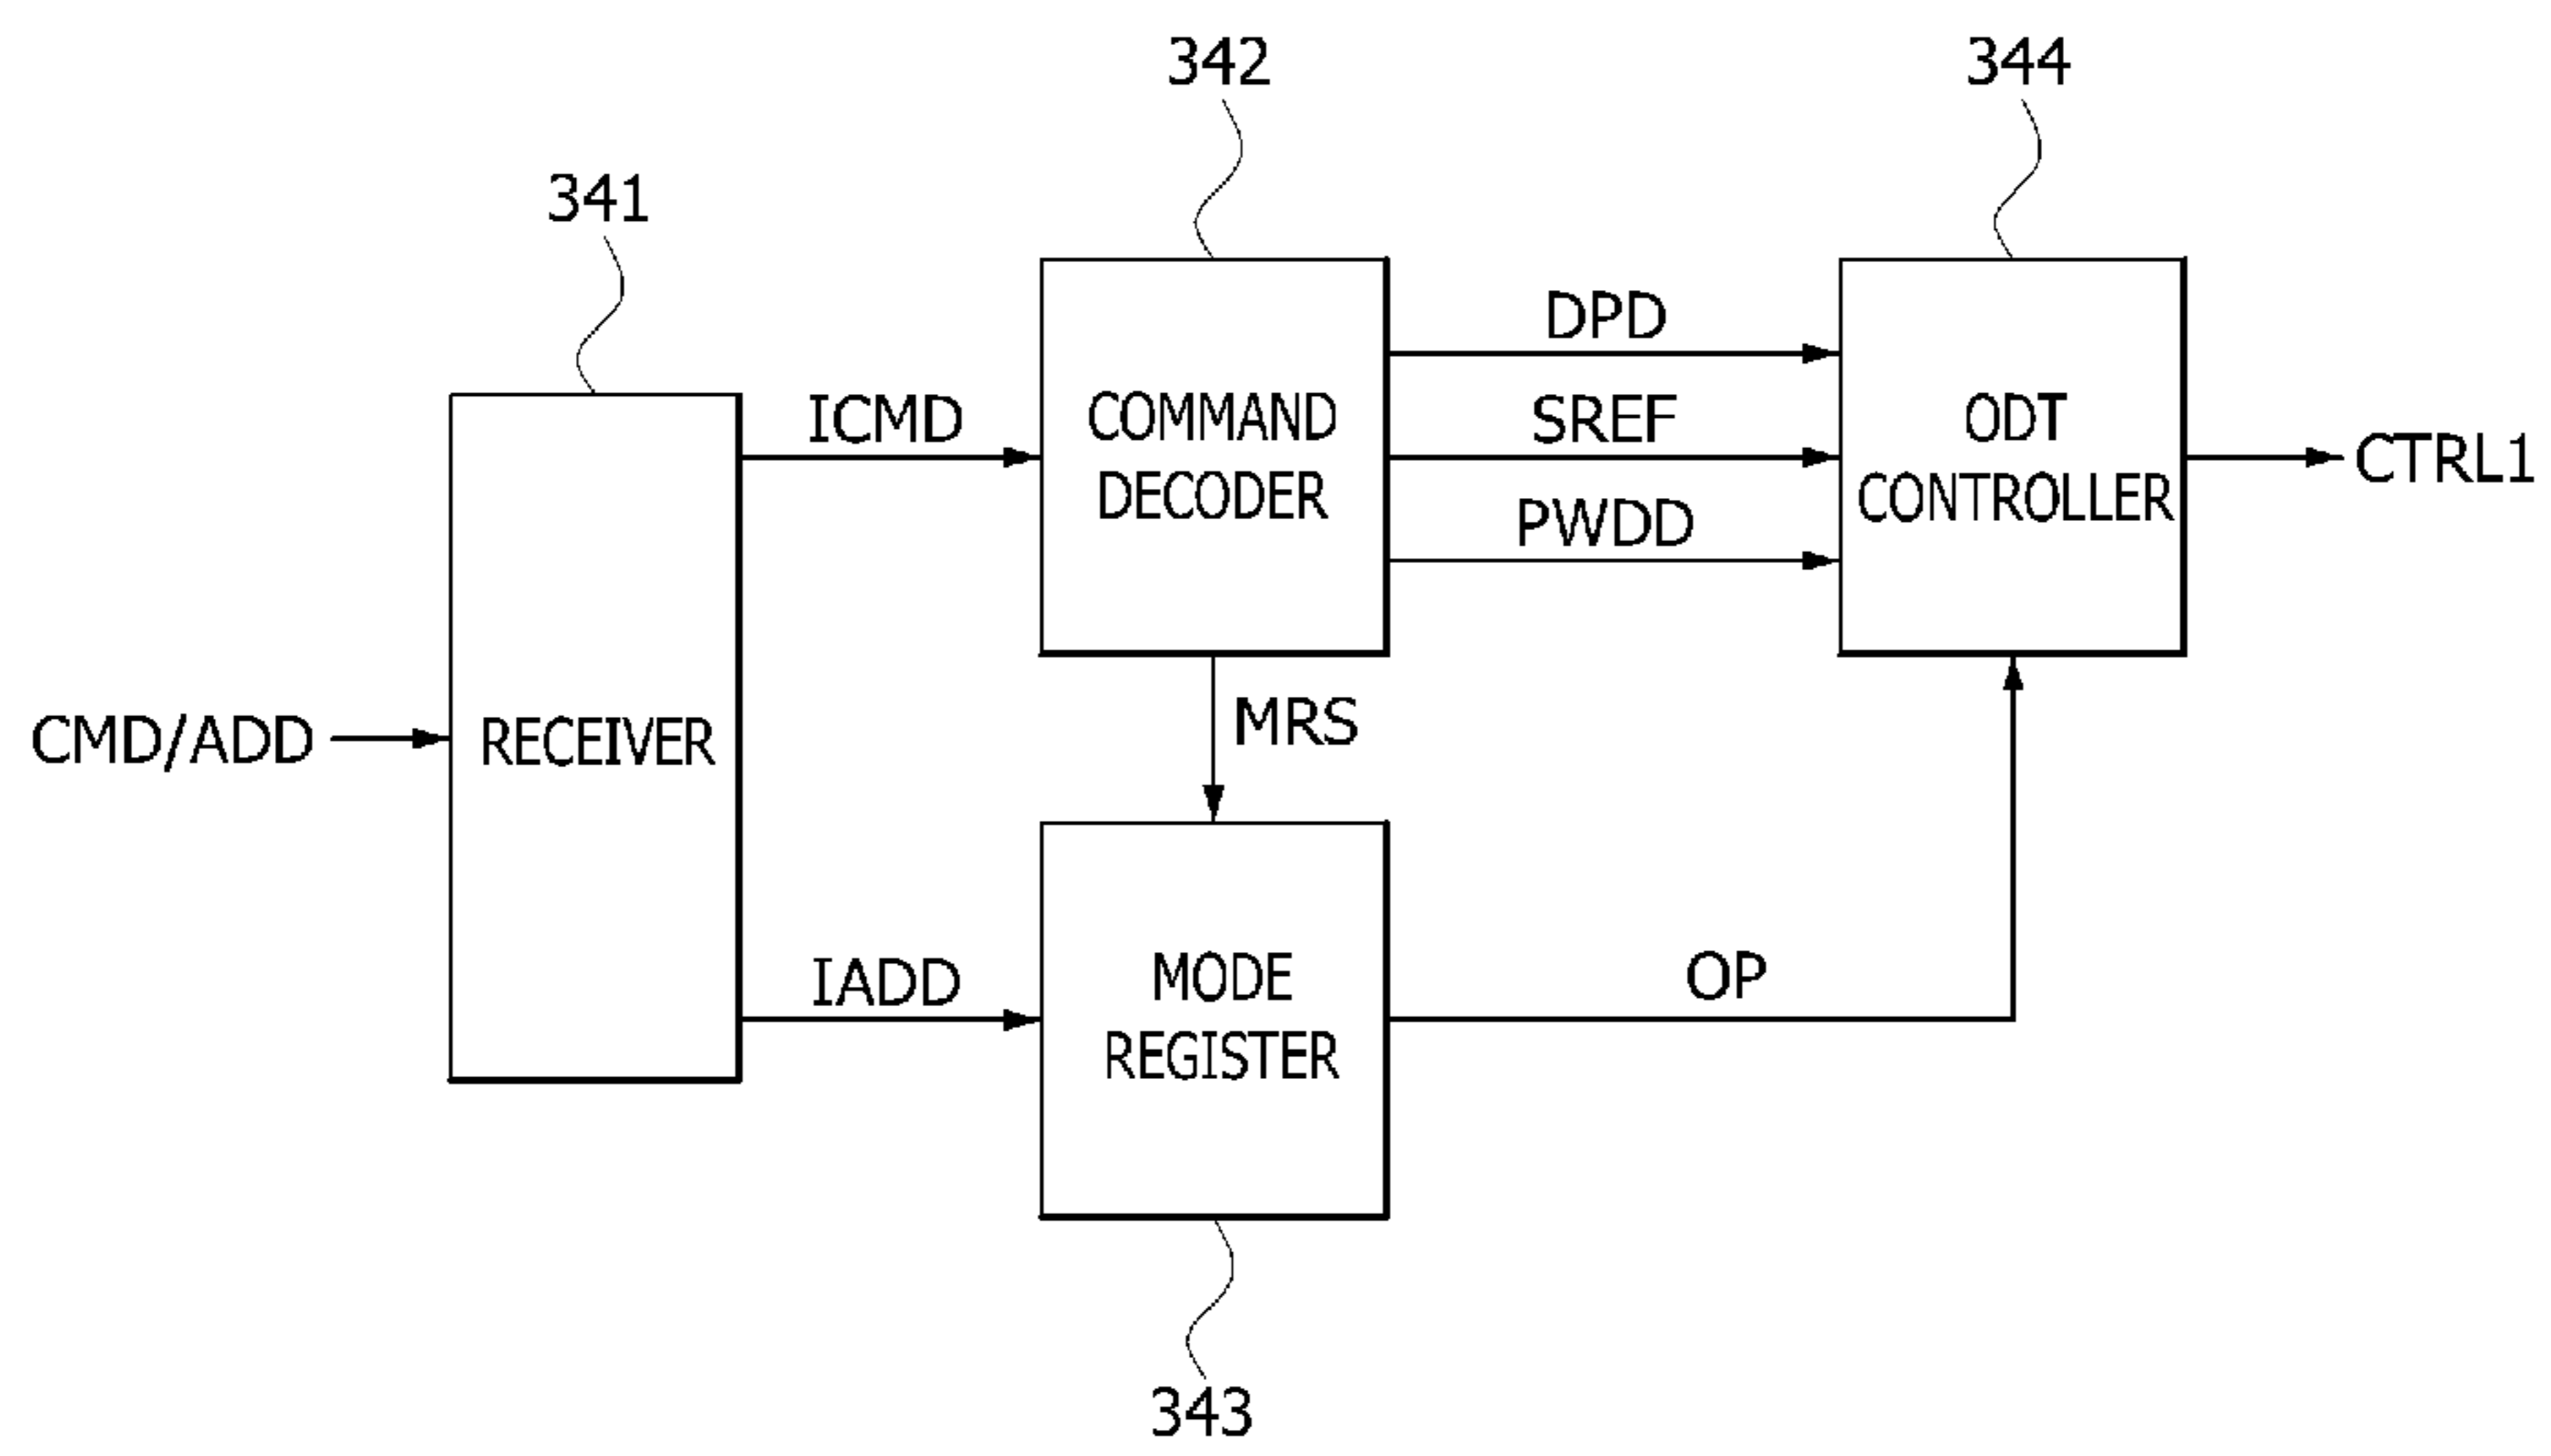 342
344
341
DPD
ICMD
COMMAND
DECODER
SREF
ODT
CONTROLLER
CTRL1
PWDD
CMD/ADD
RECEIVER
MRS
IADD
MODE
REGISTER
OP
343